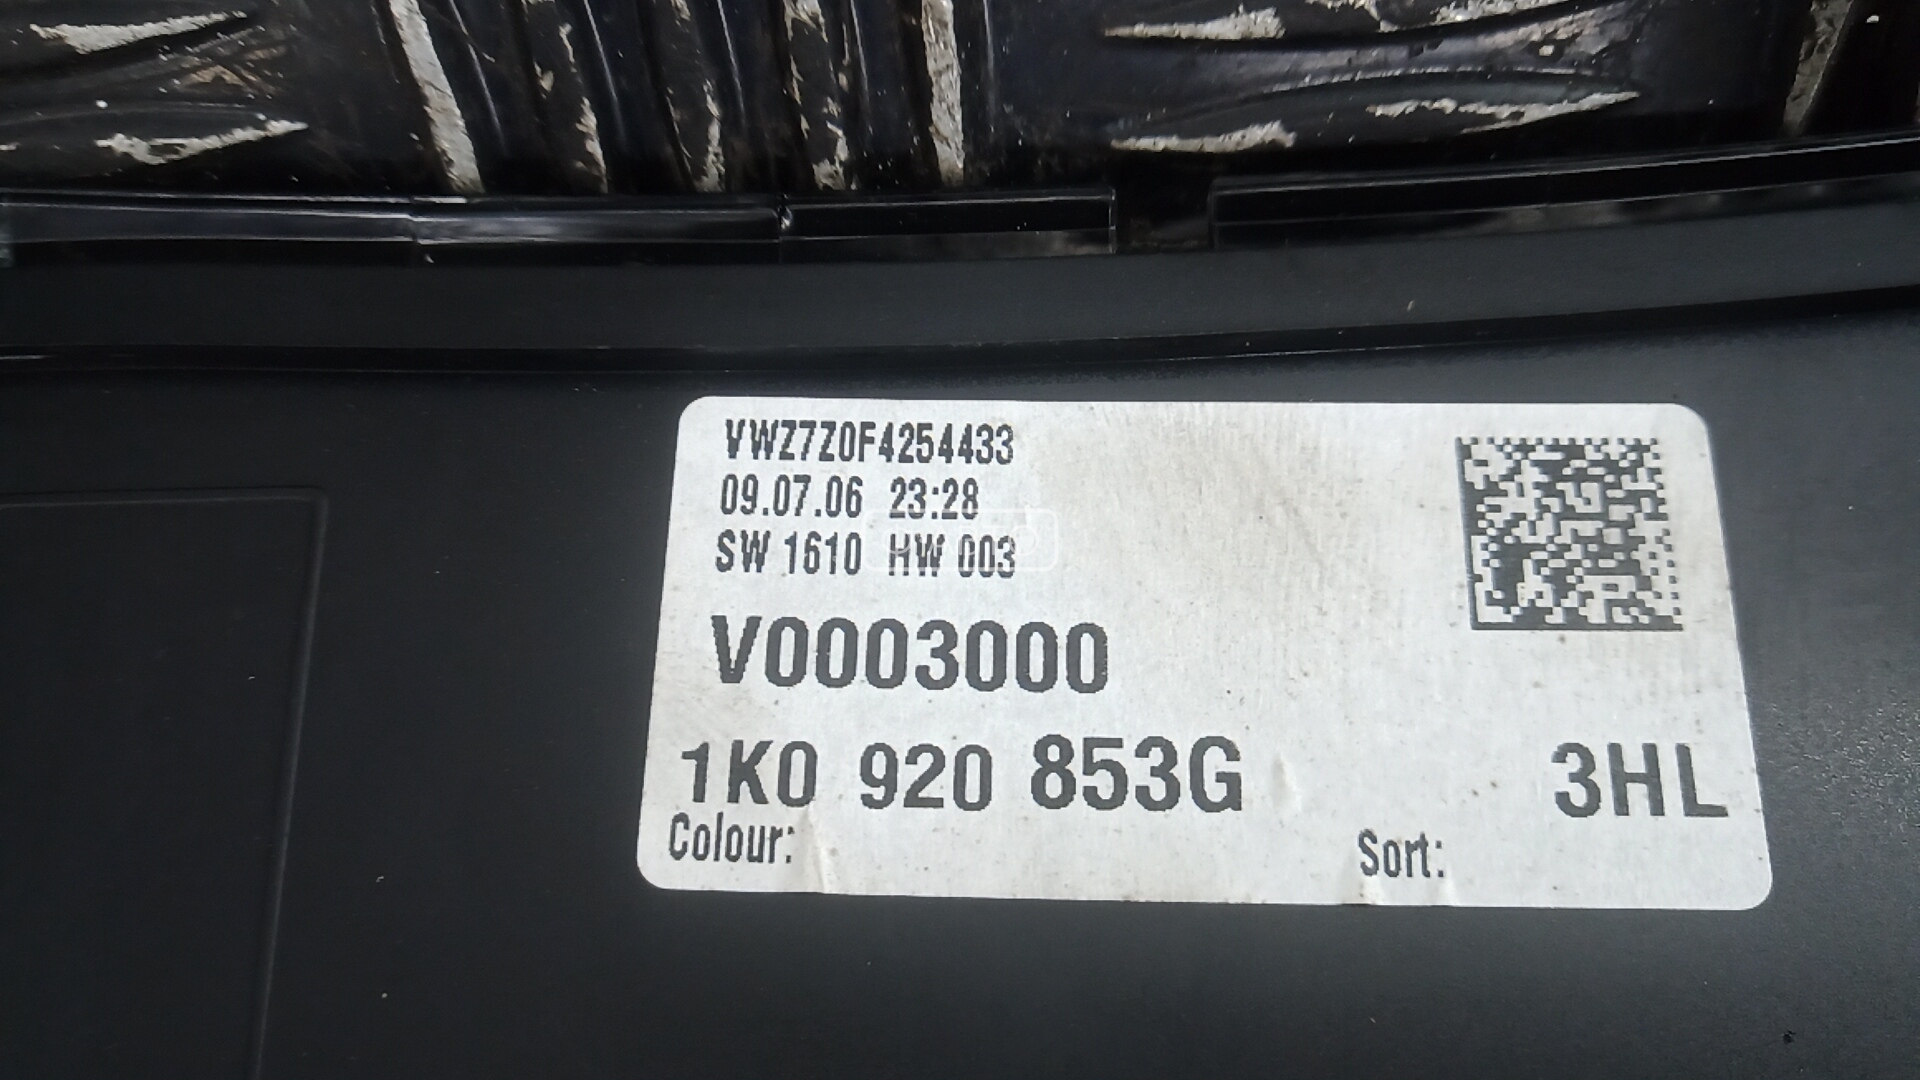 VWZ7Z0F4254433
09.07.06 23:28
SW 1610 HW 003
V0003000
1K0 920 853G 3HL
Colour: Sort: